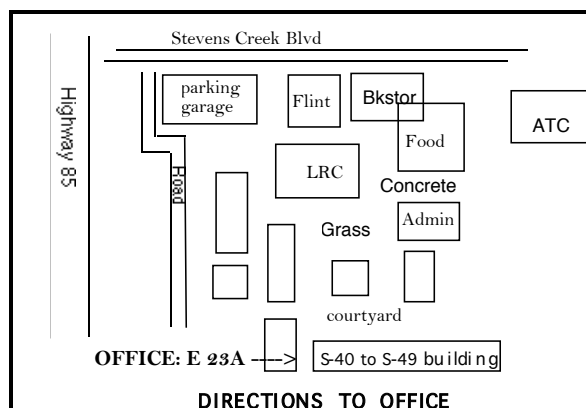 Stevens Creek Blvd
parking
garage
Flint
Bkstor
Food
ATC
Highway 85
Road
LRC
Concrete
Admin
Grass
courtyard
OFFICE: E 23A ---->
S-40 to S-49 building
DIRECTIONS TO OFFICE